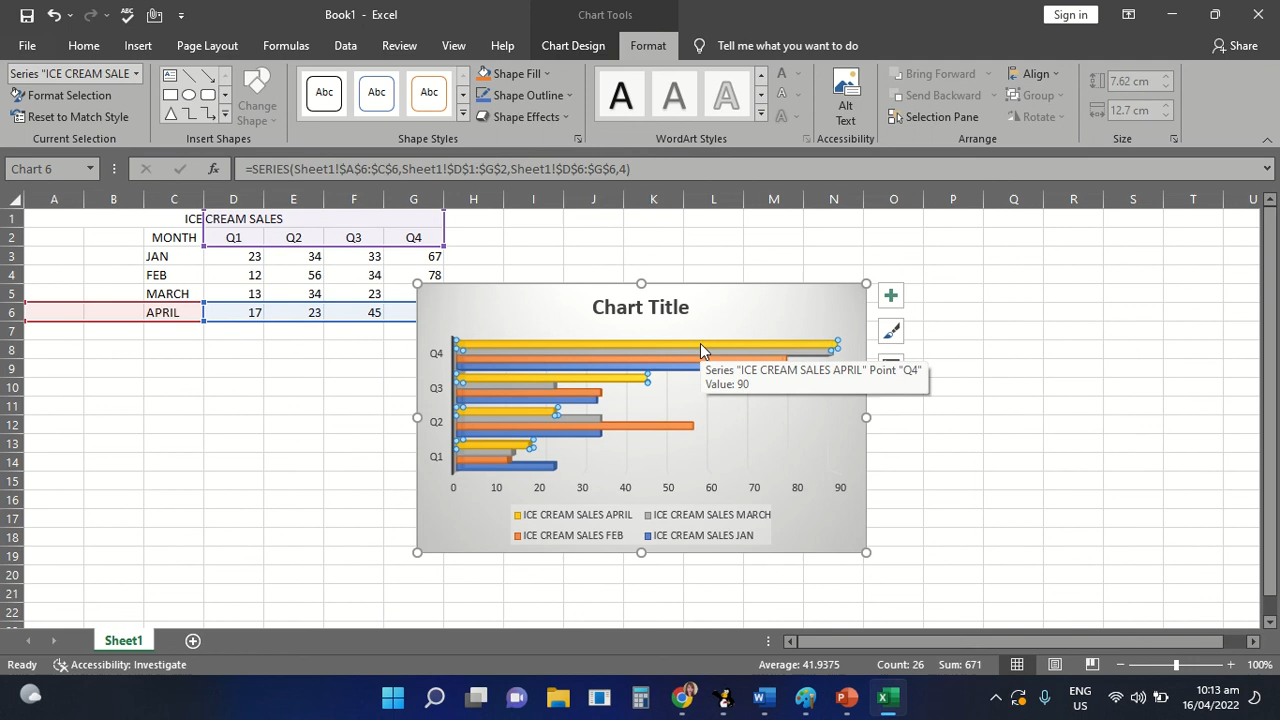 Book1 - Excel
Chart Tools
Sign in
File Home Insert Page Layout Formulas Data Review View Help Chart Design Format Tell me what you want to do Share
Series "ICE CREAM SALE
Format Selection
Reset to Match Style
Current Selection
Change
Shape
Insert Shapes
Abc Abc Abc
Shape Fill
Shape Outline
Shape Effects
Shape Styles
A A A
WordArt Styles
Alt
Text
Accessibility
Bring Forward
Send Backward
Selection Pane
Align
Group
Rotate
Arrange
7.62 cm
12.7 cm
Size
Chart 6
fx
=SERIES(Sheet1!$A$6:$C$6,Sheet1!$D$1:$G$2,Sheet1!$D$6:$G$6,4)
A B C D E F G H I J K L M N O P Q R S T U
1 ICE CREAM SALES
2 MONTH Q1 Q2 Q3 Q4
3 JAN 23 34 33 67
4 FEB 12 56 34 78
5 MARCH 13 34 23
6 APRIL 17 23 45
7
8
9
10
11
12
13
14
15
16
17
18
19
20
21
22
Chart Title
Q4
Q3
Q2
Q1
0 10 20 30 40 50 60 70 80 90
ICE CREAM SALES APRIL ICE CREAM SALES MARCH
ICE CREAM SALES FEB ICE CREAM SALES JAN
Series "ICE CREAM SALES APRIL" Point "Q4"
Value: 90
Sheet1
Ready Accessibility: Investigate Average: 41.9375 Count: 26 Sum: 671 100%
ENG
US
10:13 am
16/04/2022